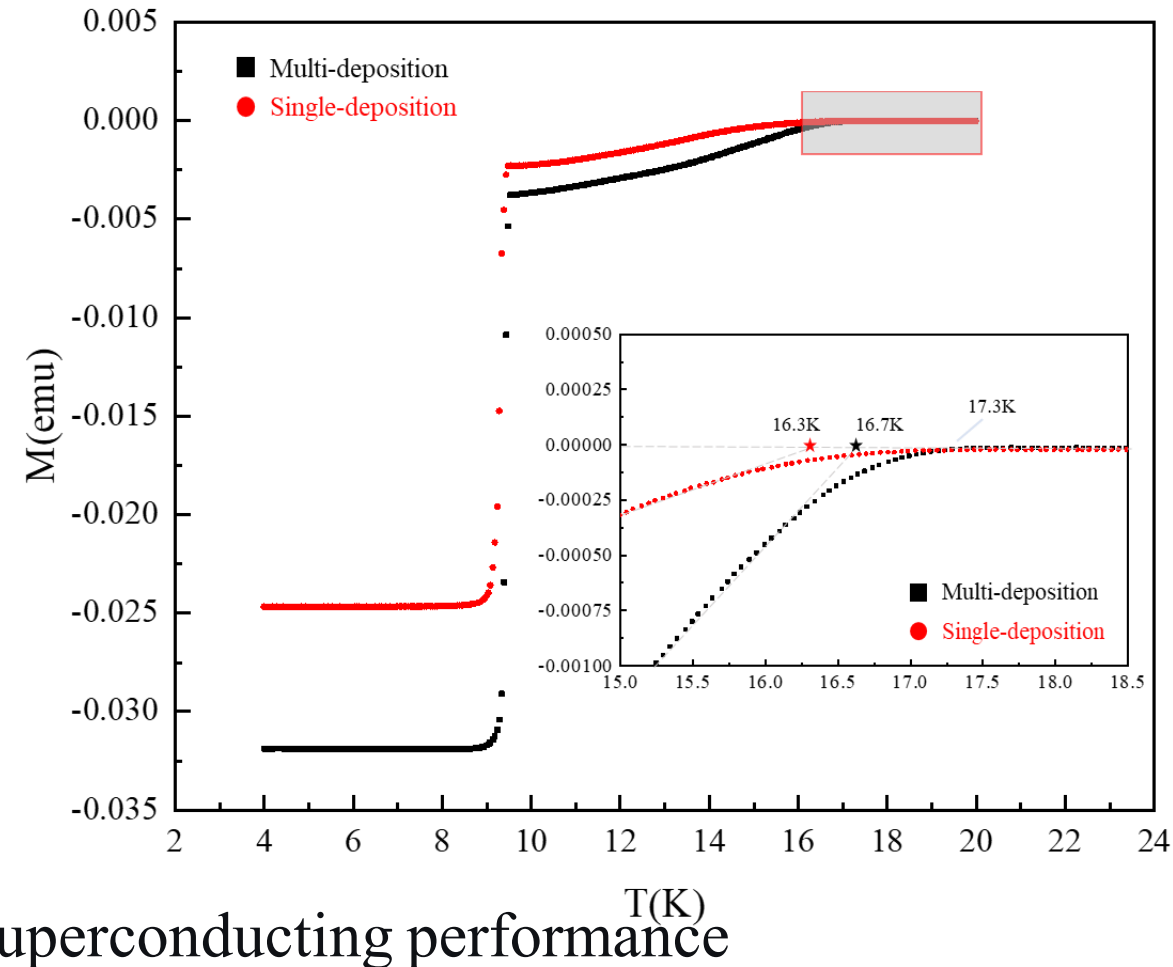 0.005
0.000
-0.005
-0.010
-0.015
-0.020
-0.025
-0.030
-0.035
M(emu)
Multi-deposition
Single-deposition
0.00050
0.00025
0.00000
-0.00025
-0.00050
-0.00075
-0.00100
16.3K
16.7K
17.3K
Multi-deposition
Single-deposition
15.0 15.5 16.0 16.5 17.0 17.5 18.0 18.5
2 4 6 8 10 12 14 16 18 20 22 24
T(K)
uperconducting performance